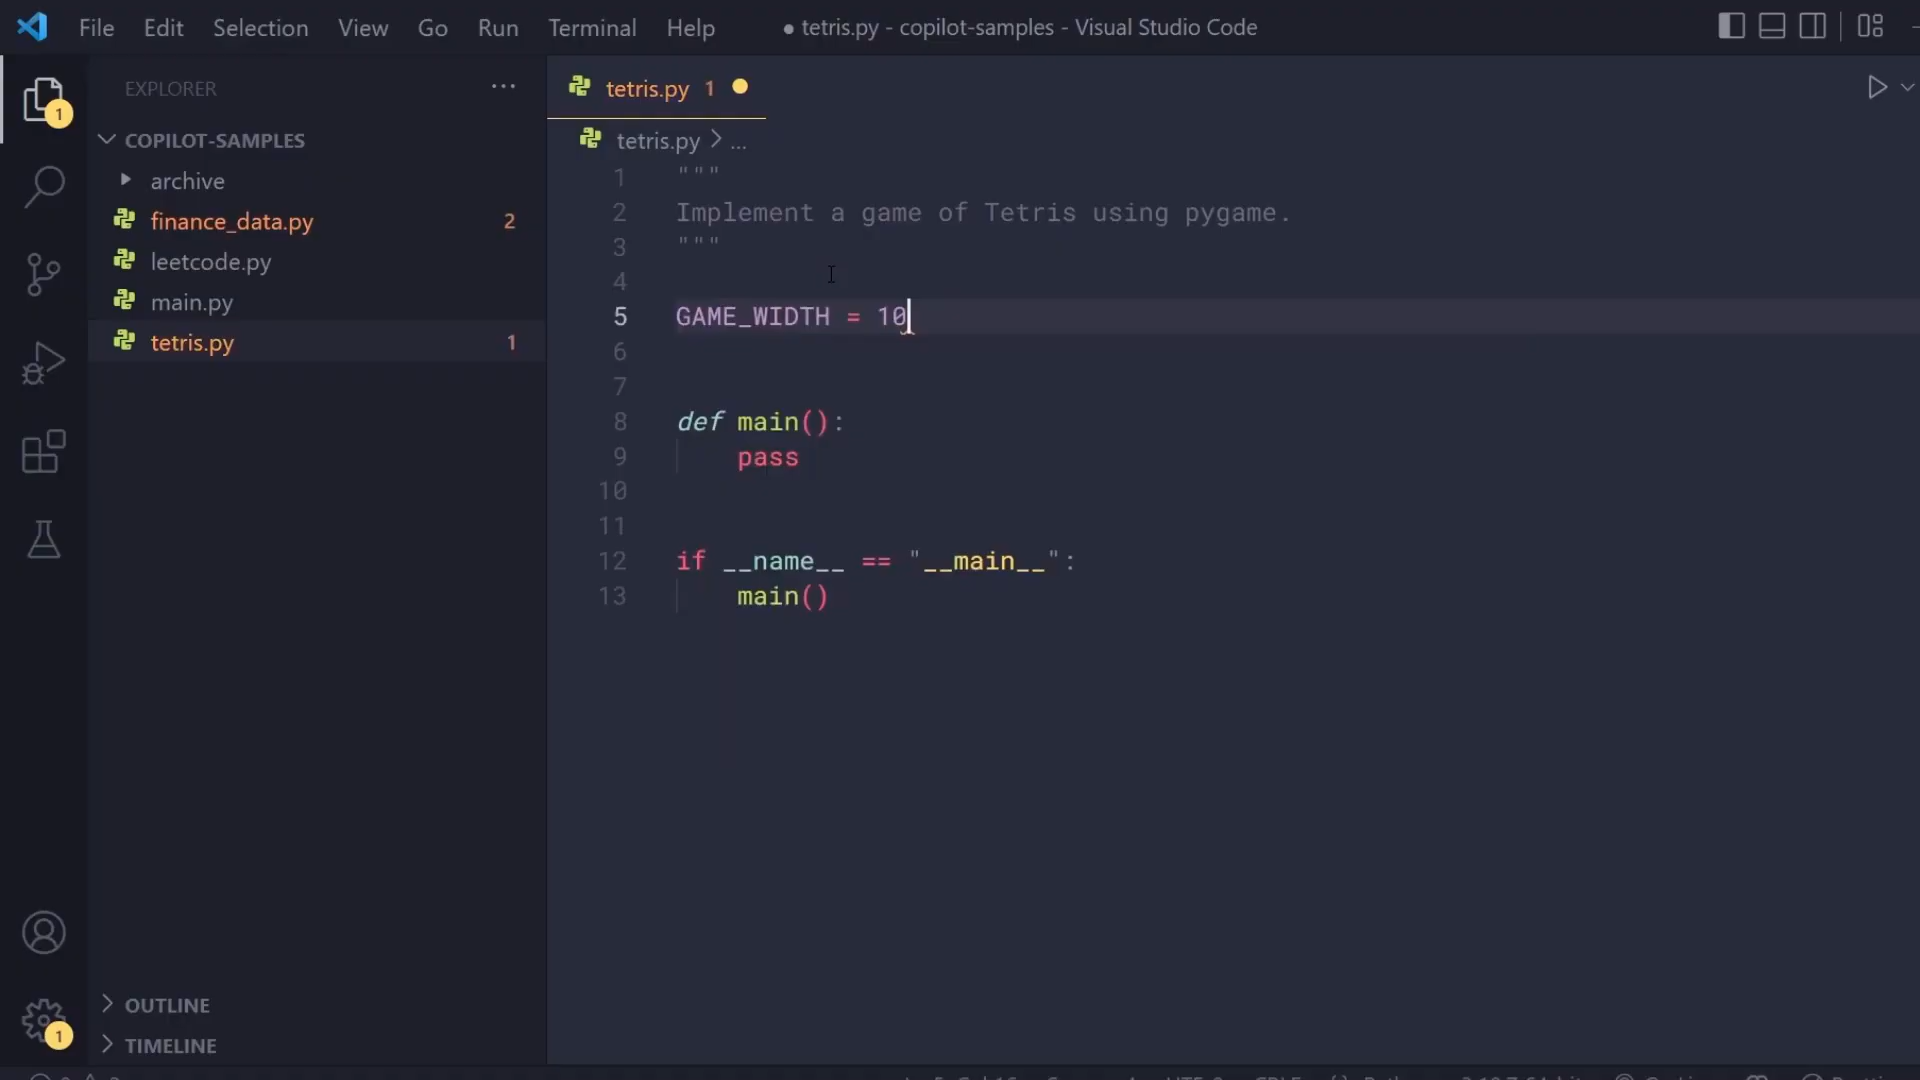 File Edit Selection View Go Run Terminal Help ● tetris.py - copilot-samples - Visual Studio Code
EXPLORER ...
COPILOT-SAMPLES
archive
finance_data.py 2
leetcode.py
main.py
tetris.py 1
OUTLINE
TIMELINE
1
1
tetris.py 1
tetris.py > ...
1 """
2 Implement a game of Tetris using pygame.
3 """
4
5 GAME_WIDTH = 10
6
7
8 def main():
9 pass
10
11
12 if __name__ == "__main__":
13 main()